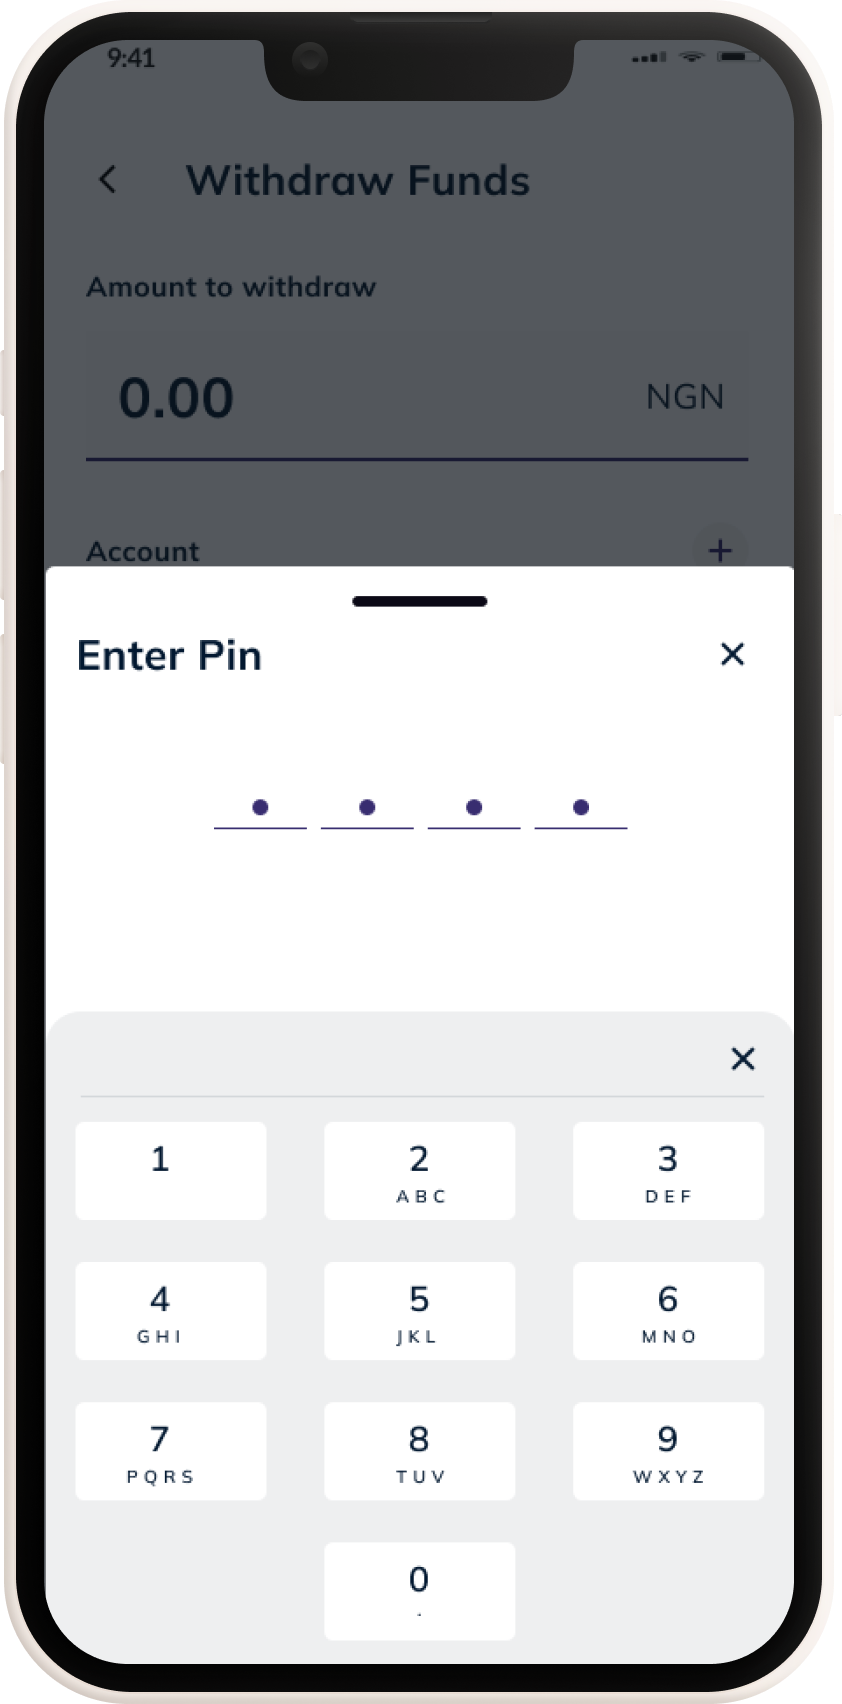 9:41
Withdraw Funds
Amount to withdraw
0.00 NGN
Account
Enter Pin
1 2 3
ABC DEF
4 5 6
GHI JKL MNO
7 8 9
PQRS TUV WXYZ
0